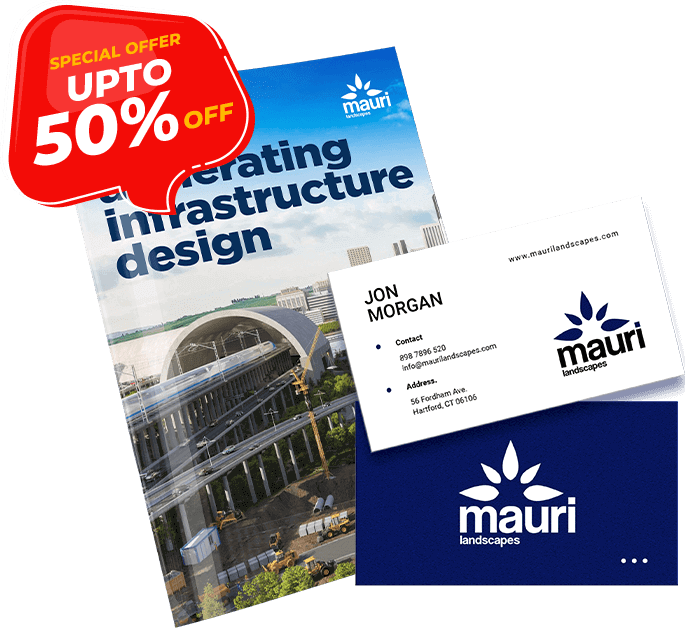 SPECIAL OFFER
UPTO
50% OFF
mauri
landscapes
infrastructure
design
www.maurilandscapes.com
JON
MORGAN
Contact
898 7896 520
info@maurilandscapes.com
Address.
56 Fordham Ave.
Hartford, CT 06106
mauri
landscapes
mauri
landscapes